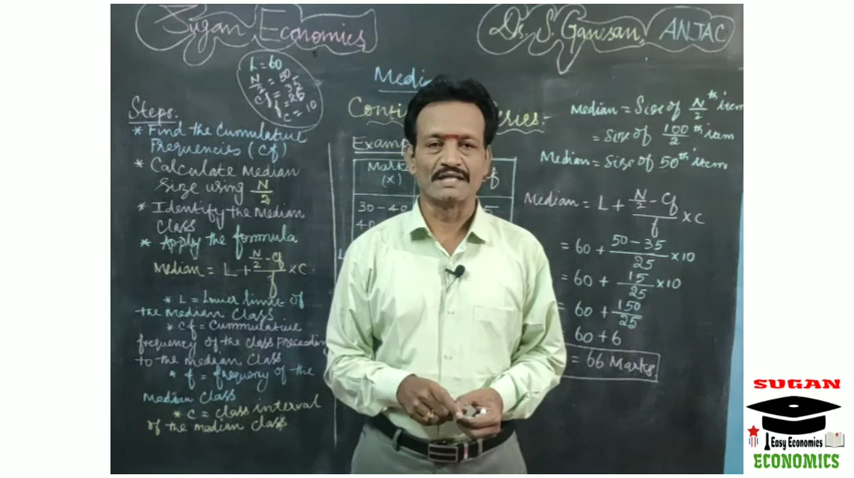 Sugan Economics
Dr. S. Ganesan, ANJAC
L = 60
N/2 = 50
cf = 35
f = 25
c = 10
Steps
* Find the Cummulative
Frequencies (Cf)
* Calculate Median
Size using N/2
* Identify the Median
Class
* Apply the formula
Median = L + N/2 - Cf / f × C
* L = Lower limit of
the Median Class
* Cf = Cummulative
frequency of the Class Preceeding
to the Median Class
* f = frequency of the
Median Class
* C = Class interval
of the median class
Medi
Conti
ries:-
Exam
Mark
(X)
f
30-40
40
Median = Size of N/2 th item
= Size of 100/2 th item
Median = Size of 50th item
Median = L + N/2 - Cf / f × C
= 60 + 50 - 35 / 25 × 10
= 60 + 15/25 × 10
= 60 + 150/25
60 + 6
= 66 Marks
SUGAN
Easy Economics
ECONOMICS